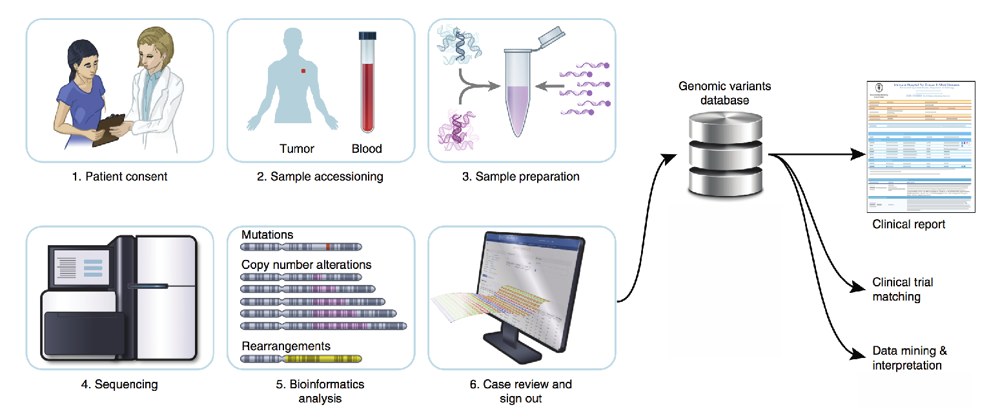 Tumor
Blood
1. Patient consent
2. Sample accessioning
3. Sample preparation
Mutations
Copy number alterations
Rearrangements
4. Sequencing
5. Bioinformatics
analysis
6. Case review and
sign out
Genomic variants
database
Clinical report
Clinical trial
matching
Data mining &
interpretation